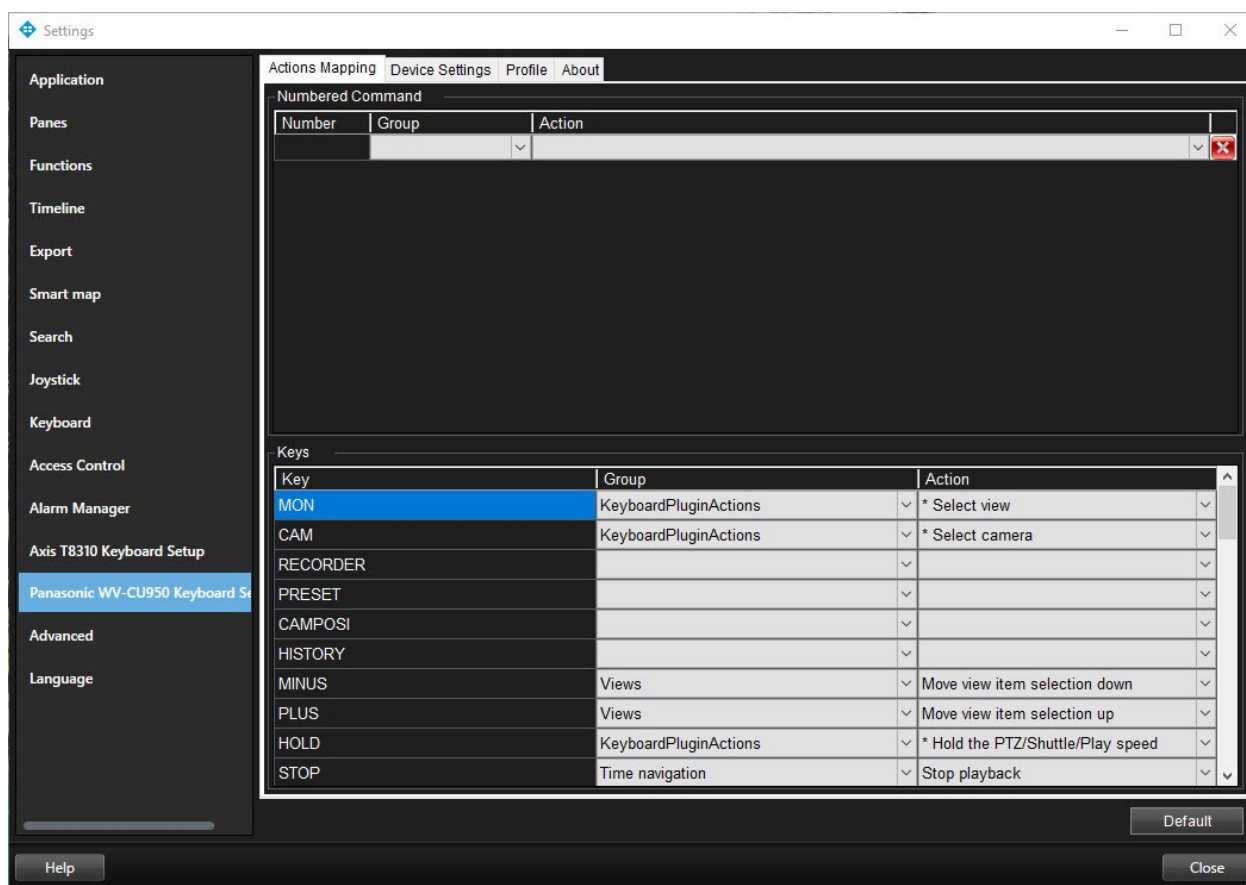 Settings
Application
Panes
Functions
Timeline
Export
Smart map
Search
Joystick
Keyboard
Access Control
Alarm Manager
Axis T8310 Keyboard Setup
Panasonic WV-CU950 Keyboard Se
Advanced
Language
Actions Mapping Device Settings Profile About
Numbered Command
Number Group Action
Keys
Key Group Action
MON KeyboardPluginActions * Select view
CAM KeyboardPluginActions * Select camera
RECORDER
PRESET
CAMPOSI
HISTORY
MINUS Views Move view item selection down
PLUS Views Move view item selection up
HOLD KeyboardPluginActions * Hold the PTZ/Shuttle/Play speed
STOP Time navigation Stop playback
Default
Help Close